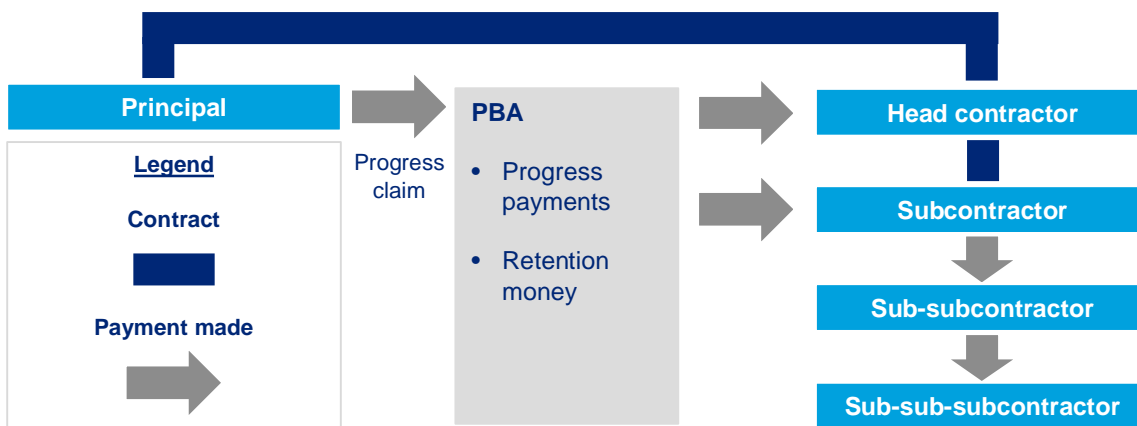 Principal
Legend
Contract
Payment made
Progress
claim
PBA
• Progress
payments
• Retention
money
Head contractor
Subcontractor
Sub-subcontractor
Sub-sub-subcontractor